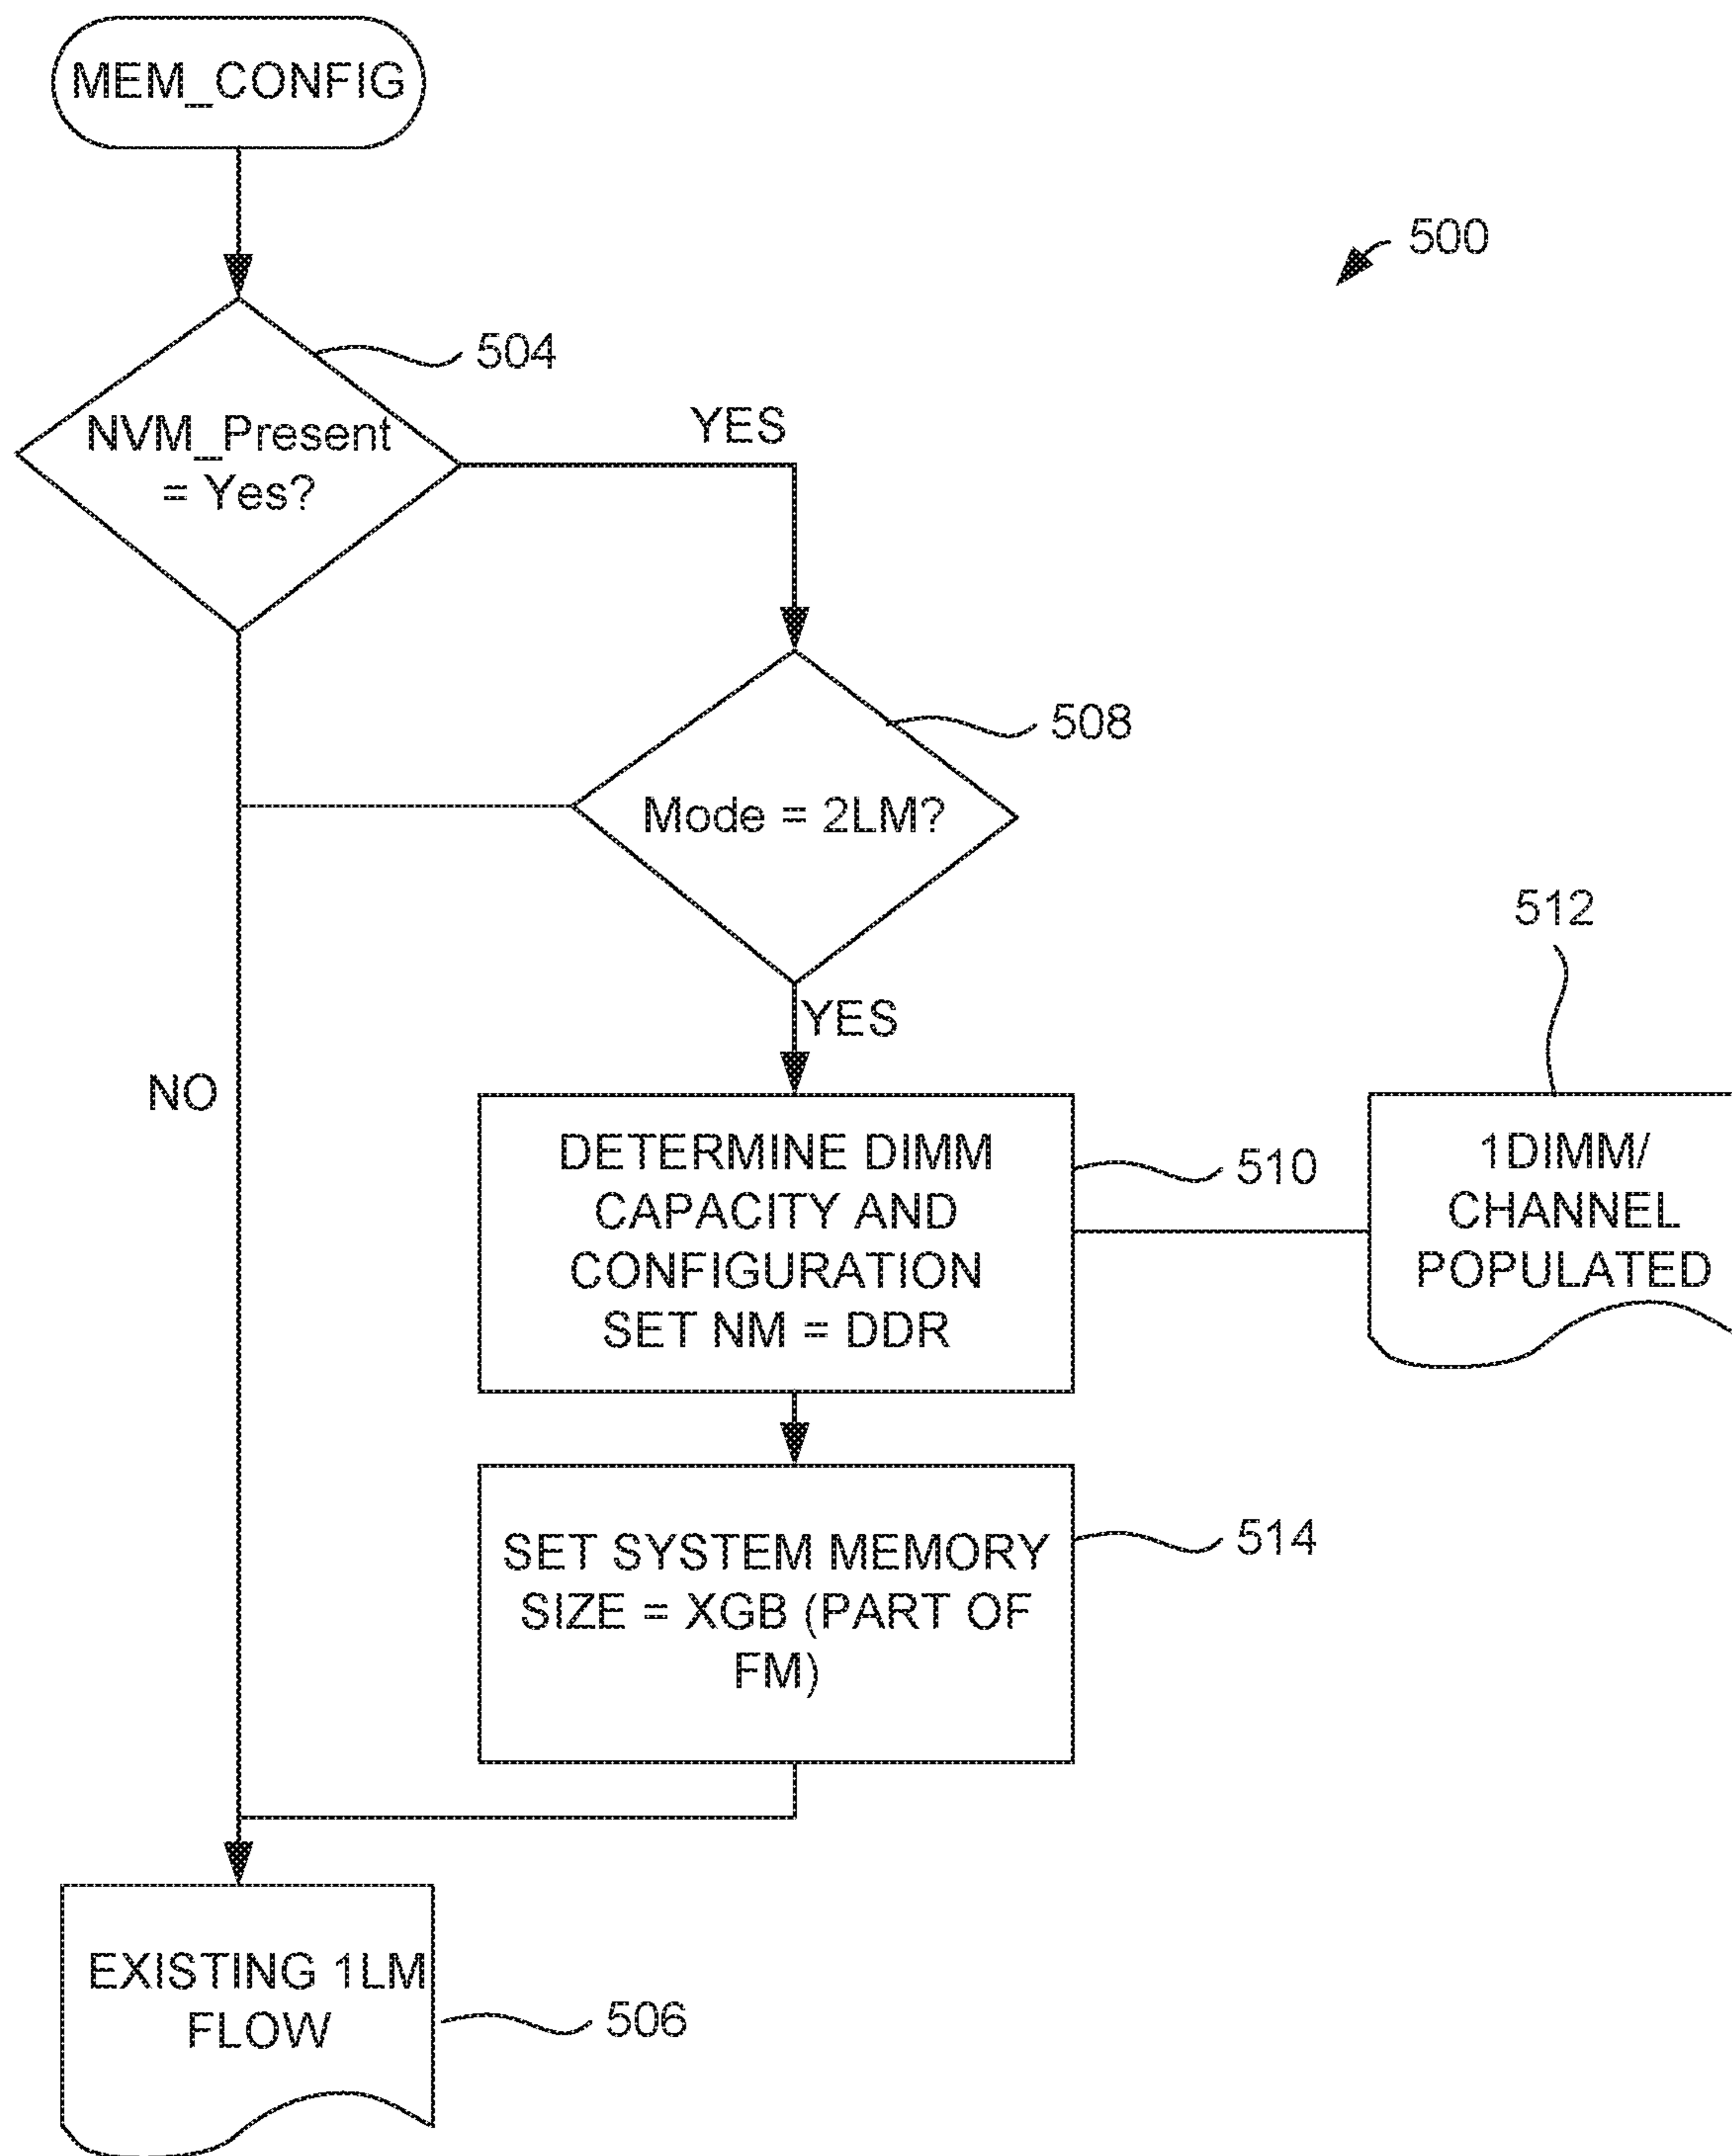 MEM_CONFIG
500
504
NVM_Present
= Yes?
YES
508
Mode = 2LM?
512
YES
NO
DETERMINE DIMM
CAPACITY AND
CONFIGURATION
SET NM = DDR
510
1DIMM/
CHANNEL
POPULATED
SET SYSTEM MEMORY
SIZE = XGB (PART OF
FM)
514
EXISTING 1LM
FLOW
506